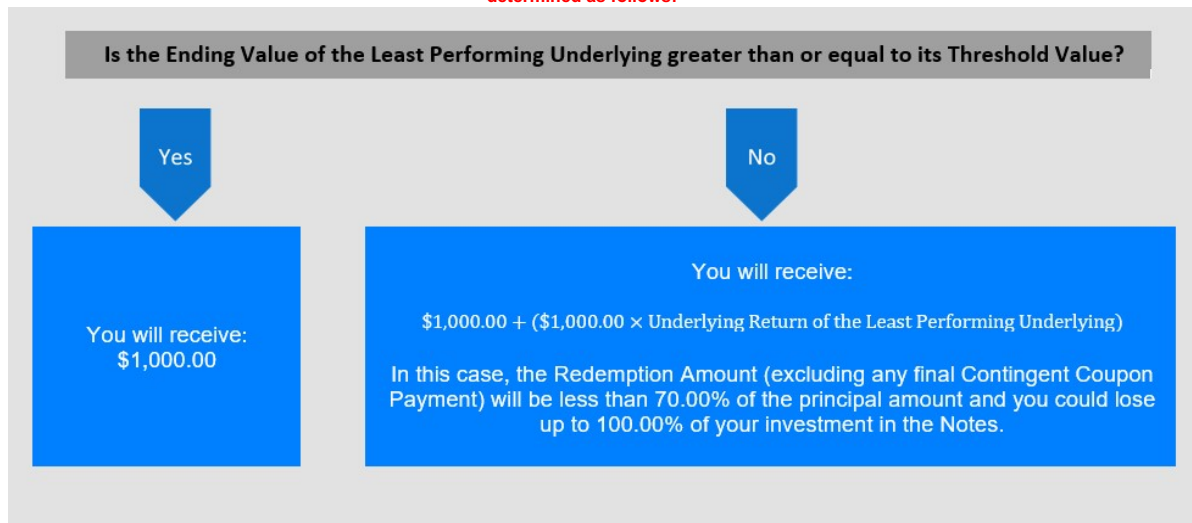 determined as follows:
Is the Ending Value of the Least Performing Underlying greater than or equal to its Threshold Value?
Yes
No
You will receive:
$1,000.00
You will receive:
$1,000.00 + ($1,000.00 × Underlying Return of the Least Performing Underlying)
In this case, the Redemption Amount (excluding any final Contingent Coupon
Payment) will be less than 70.00% of the principal amount and you could lose
up to 100.00% of your investment in the Notes.